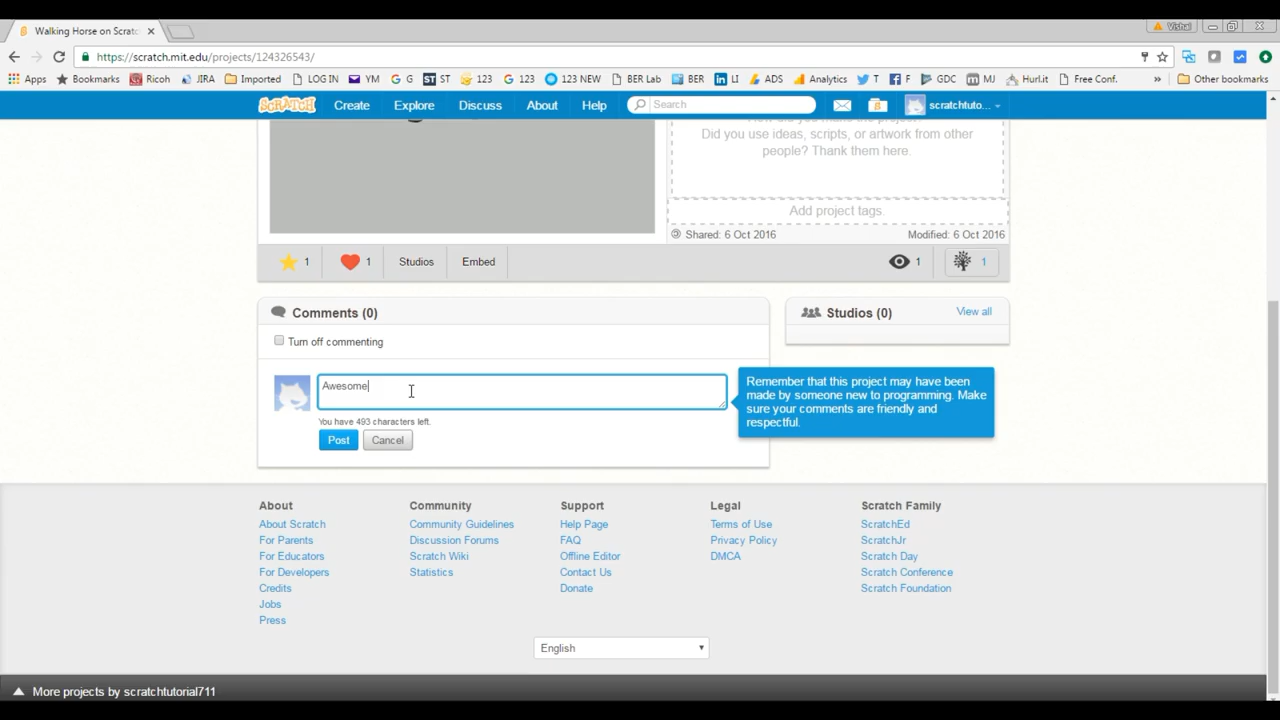 Walking Horse on Scratc
Vishal
https://scratch.mit.edu/projects/124326543/
Apps Bookmarks Ricoh JIRA Imported LOG IN YM G ST 123 123 NEW BER Lab BER LI ADS Analytics T F GDC MJ Hurl.it Free Conf. » Other bookmarks
SCRATCH Create Explore Discuss About Help Search scratchtuto...
Did you use ideas, scripts, or artwork from other
people? Thank them here.
Add project tags.
Shared: 6 Oct 2016 Modified: 6 Oct 2016
1 1 Studios Embed 1 1
Comments (0)
Studios (0) View all
Turn off commenting
Awesome
Remember that this project may have been
made by someone new to programming. Make
sure your comments are friendly and
respectful.
You have 493 characters left.
Post Cancel
About Community Support Legal Scratch Family
About Scratch Community Guidelines Help Page Terms of Use ScratchEd
For Parents Discussion Forums FAQ Privacy Policy ScratchJr
For Educators Scratch Wiki Offline Editor DMCA Scratch Day
For Developers Statistics Contact Us Scratch Conference
Credits Donate Scratch Foundation
Jobs
Press
English
More projects by scratchtutorial711